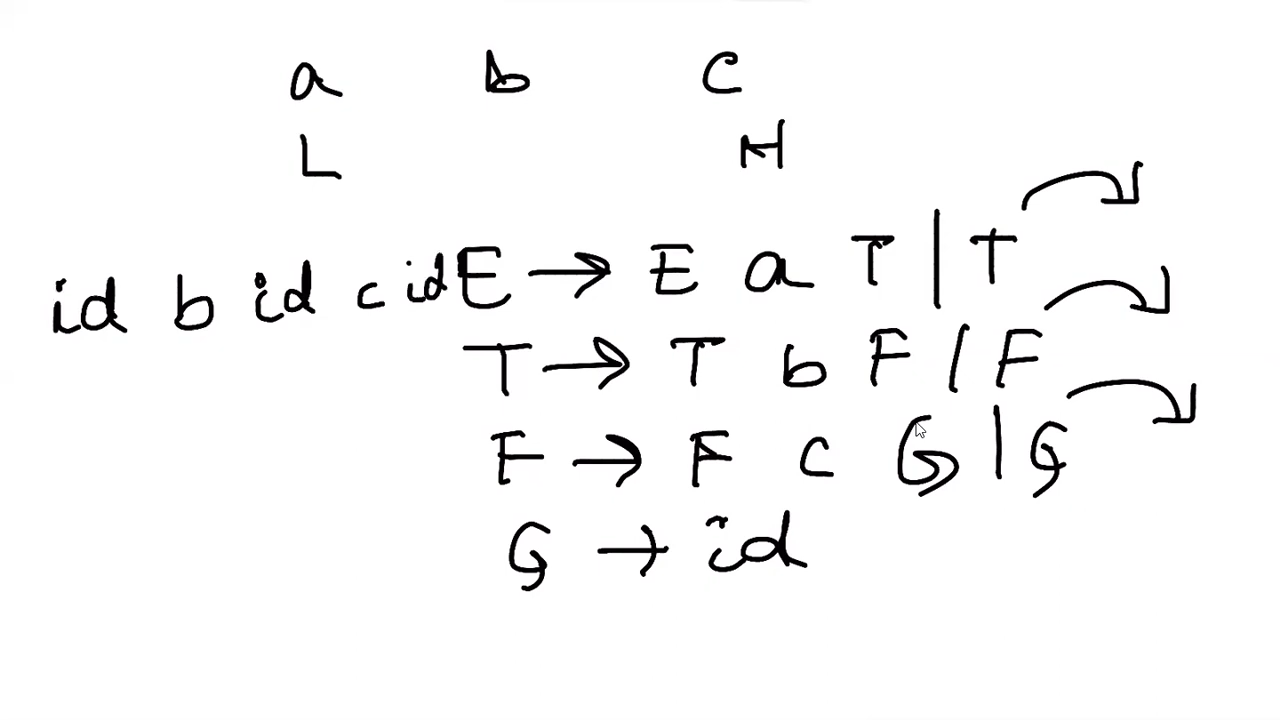 a b c
L H
E → E a T | T
id b id c id
T → T b F / F
F → F c G | G
G → id